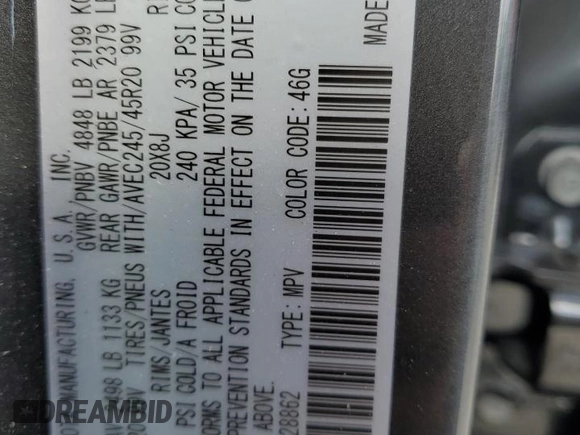 MANUFACTURING, U.S.A, INC.
GVWR/PNBV 4848 LB 2199 KG
LB 1133 KG REAR GAWR/PNBE AR 2379 LB
TIRES/PNEUS WITH/AVEC245/45R20 99V
RIMS/JANTES 20X8J
PSI COLD/A FROID 240 KPA/ 35 PSI CO
ORMS TO ALL APPLICABLE FEDERAL MOTOR VEHICL
PREVENTION STANDARDS IN EFFECT ON THE DATE O
ABOVE.
28862 TYPE: MPV COLOR CODE: 46G
MADE
DREAMBID